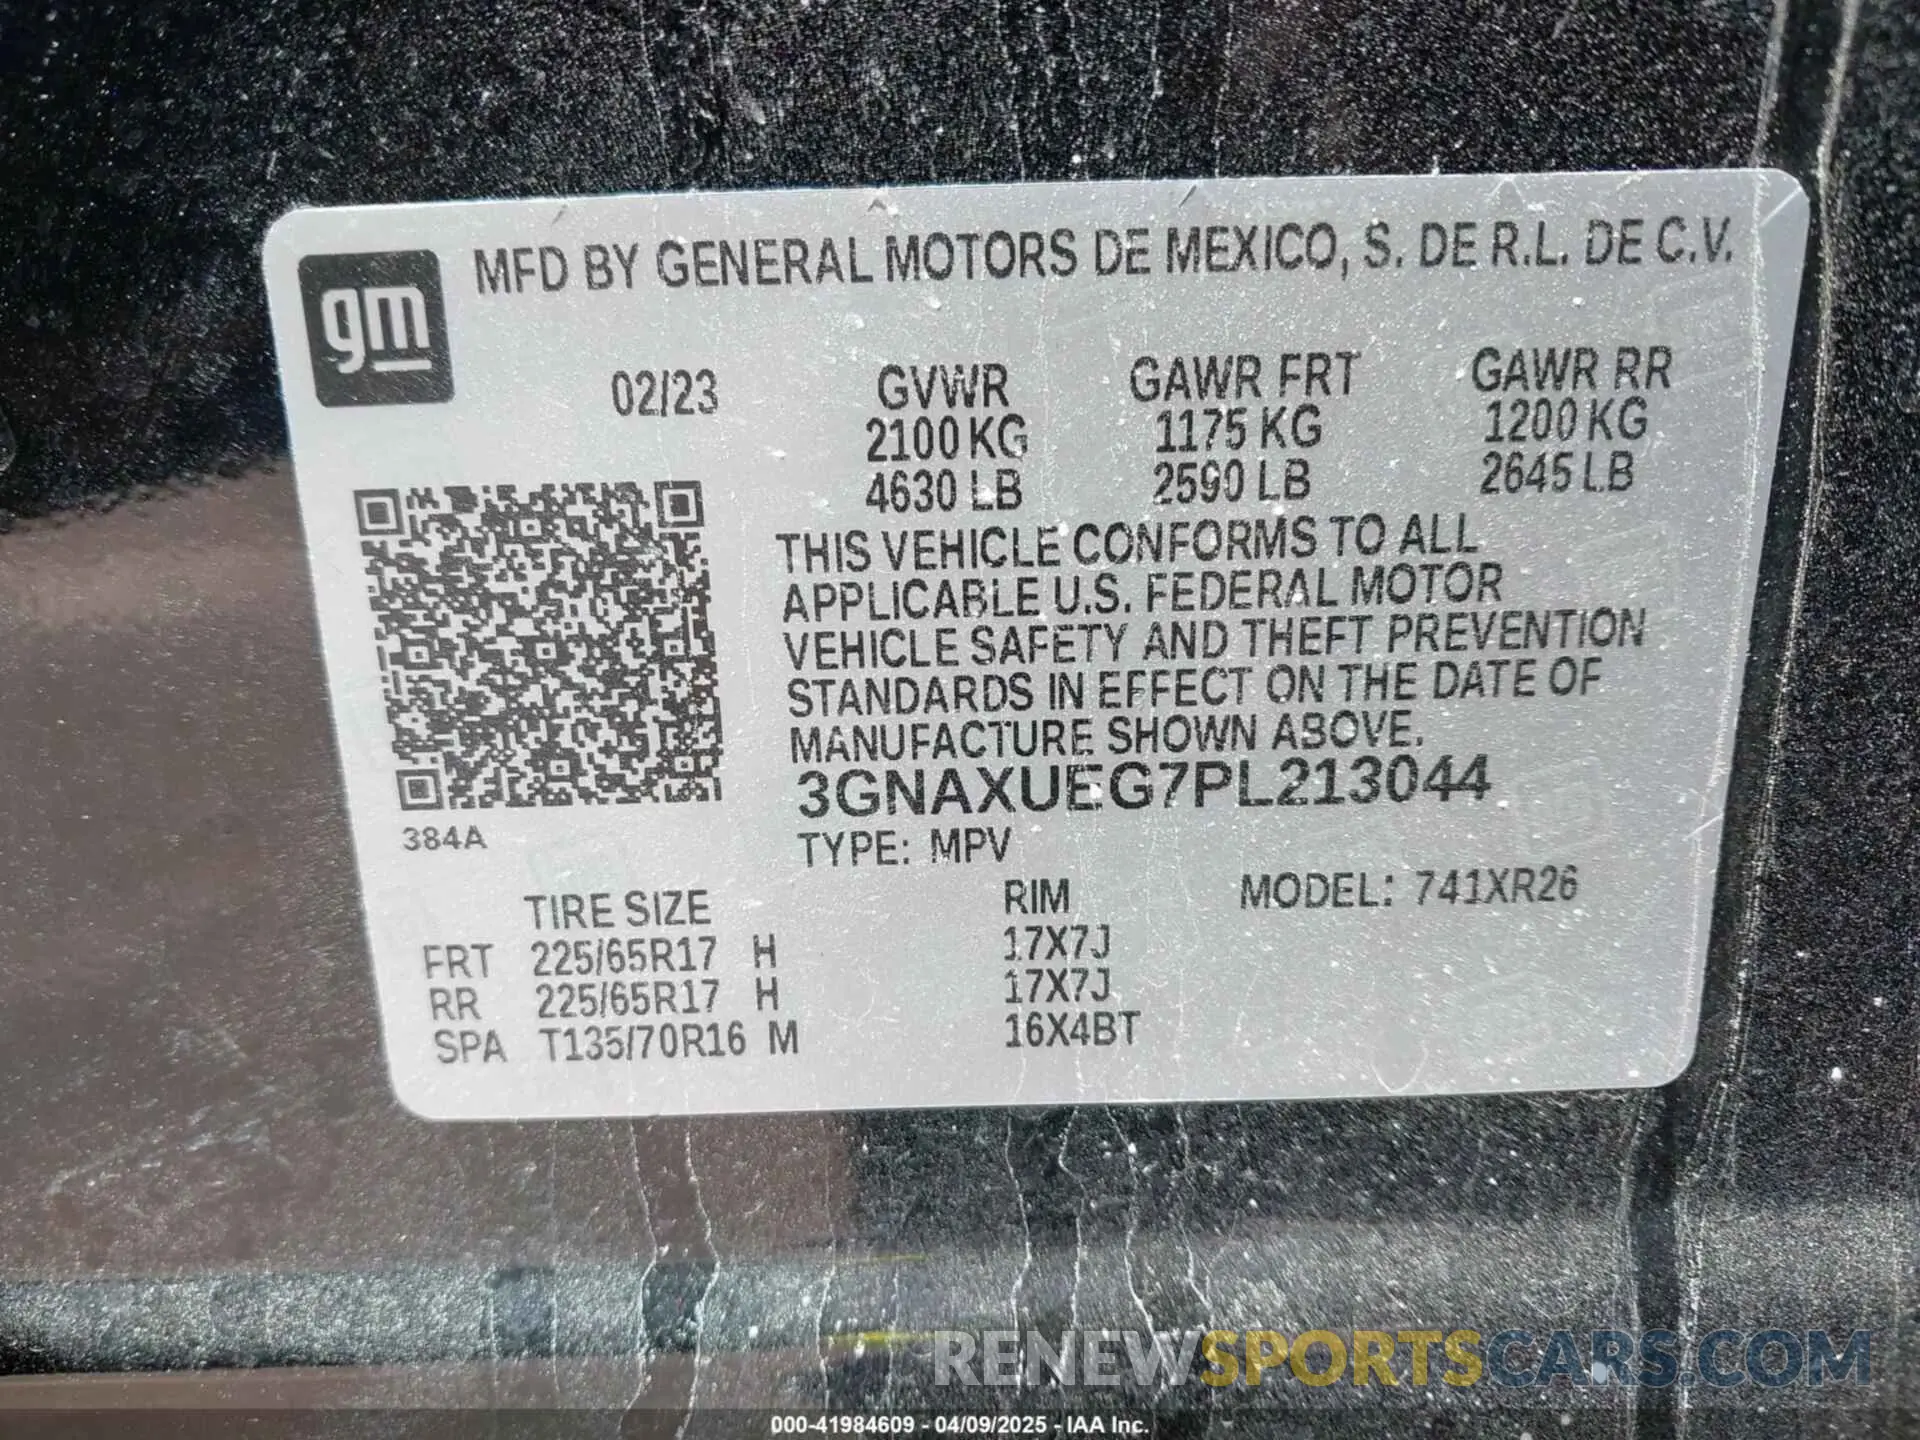 gm
MFD BY GENERAL MOTORS DE MEXICO, S. DE R.L. DE C.V.
02/23 GVWR GAWR FRT GAWR RR
2100 KG 1175 KG 1200 KG
4630 LB 2590 LB 2645 LB
THIS VEHICLE CONFORMS TO ALL
APPLICABLE U.S. FEDERAL MOTOR
VEHICLE SAFETY AND THEFT PREVENTION
STANDARDS IN EFFECT ON THE DATE OF
MANUFACTURE SHOWN ABOVE.
3GNAXUEG7PL213044
384A
TYPE: MPV
TIRE SIZE RIM MODEL: 741XR26
FRT 225/65R17 H 17X7J
RR 225/65R17 H 17X7J
SPA T135/70R16 M 16X4BT
RENEWSPORTSCARS.COM
000-41984609 - 04/09/2025 - IAA Inc.